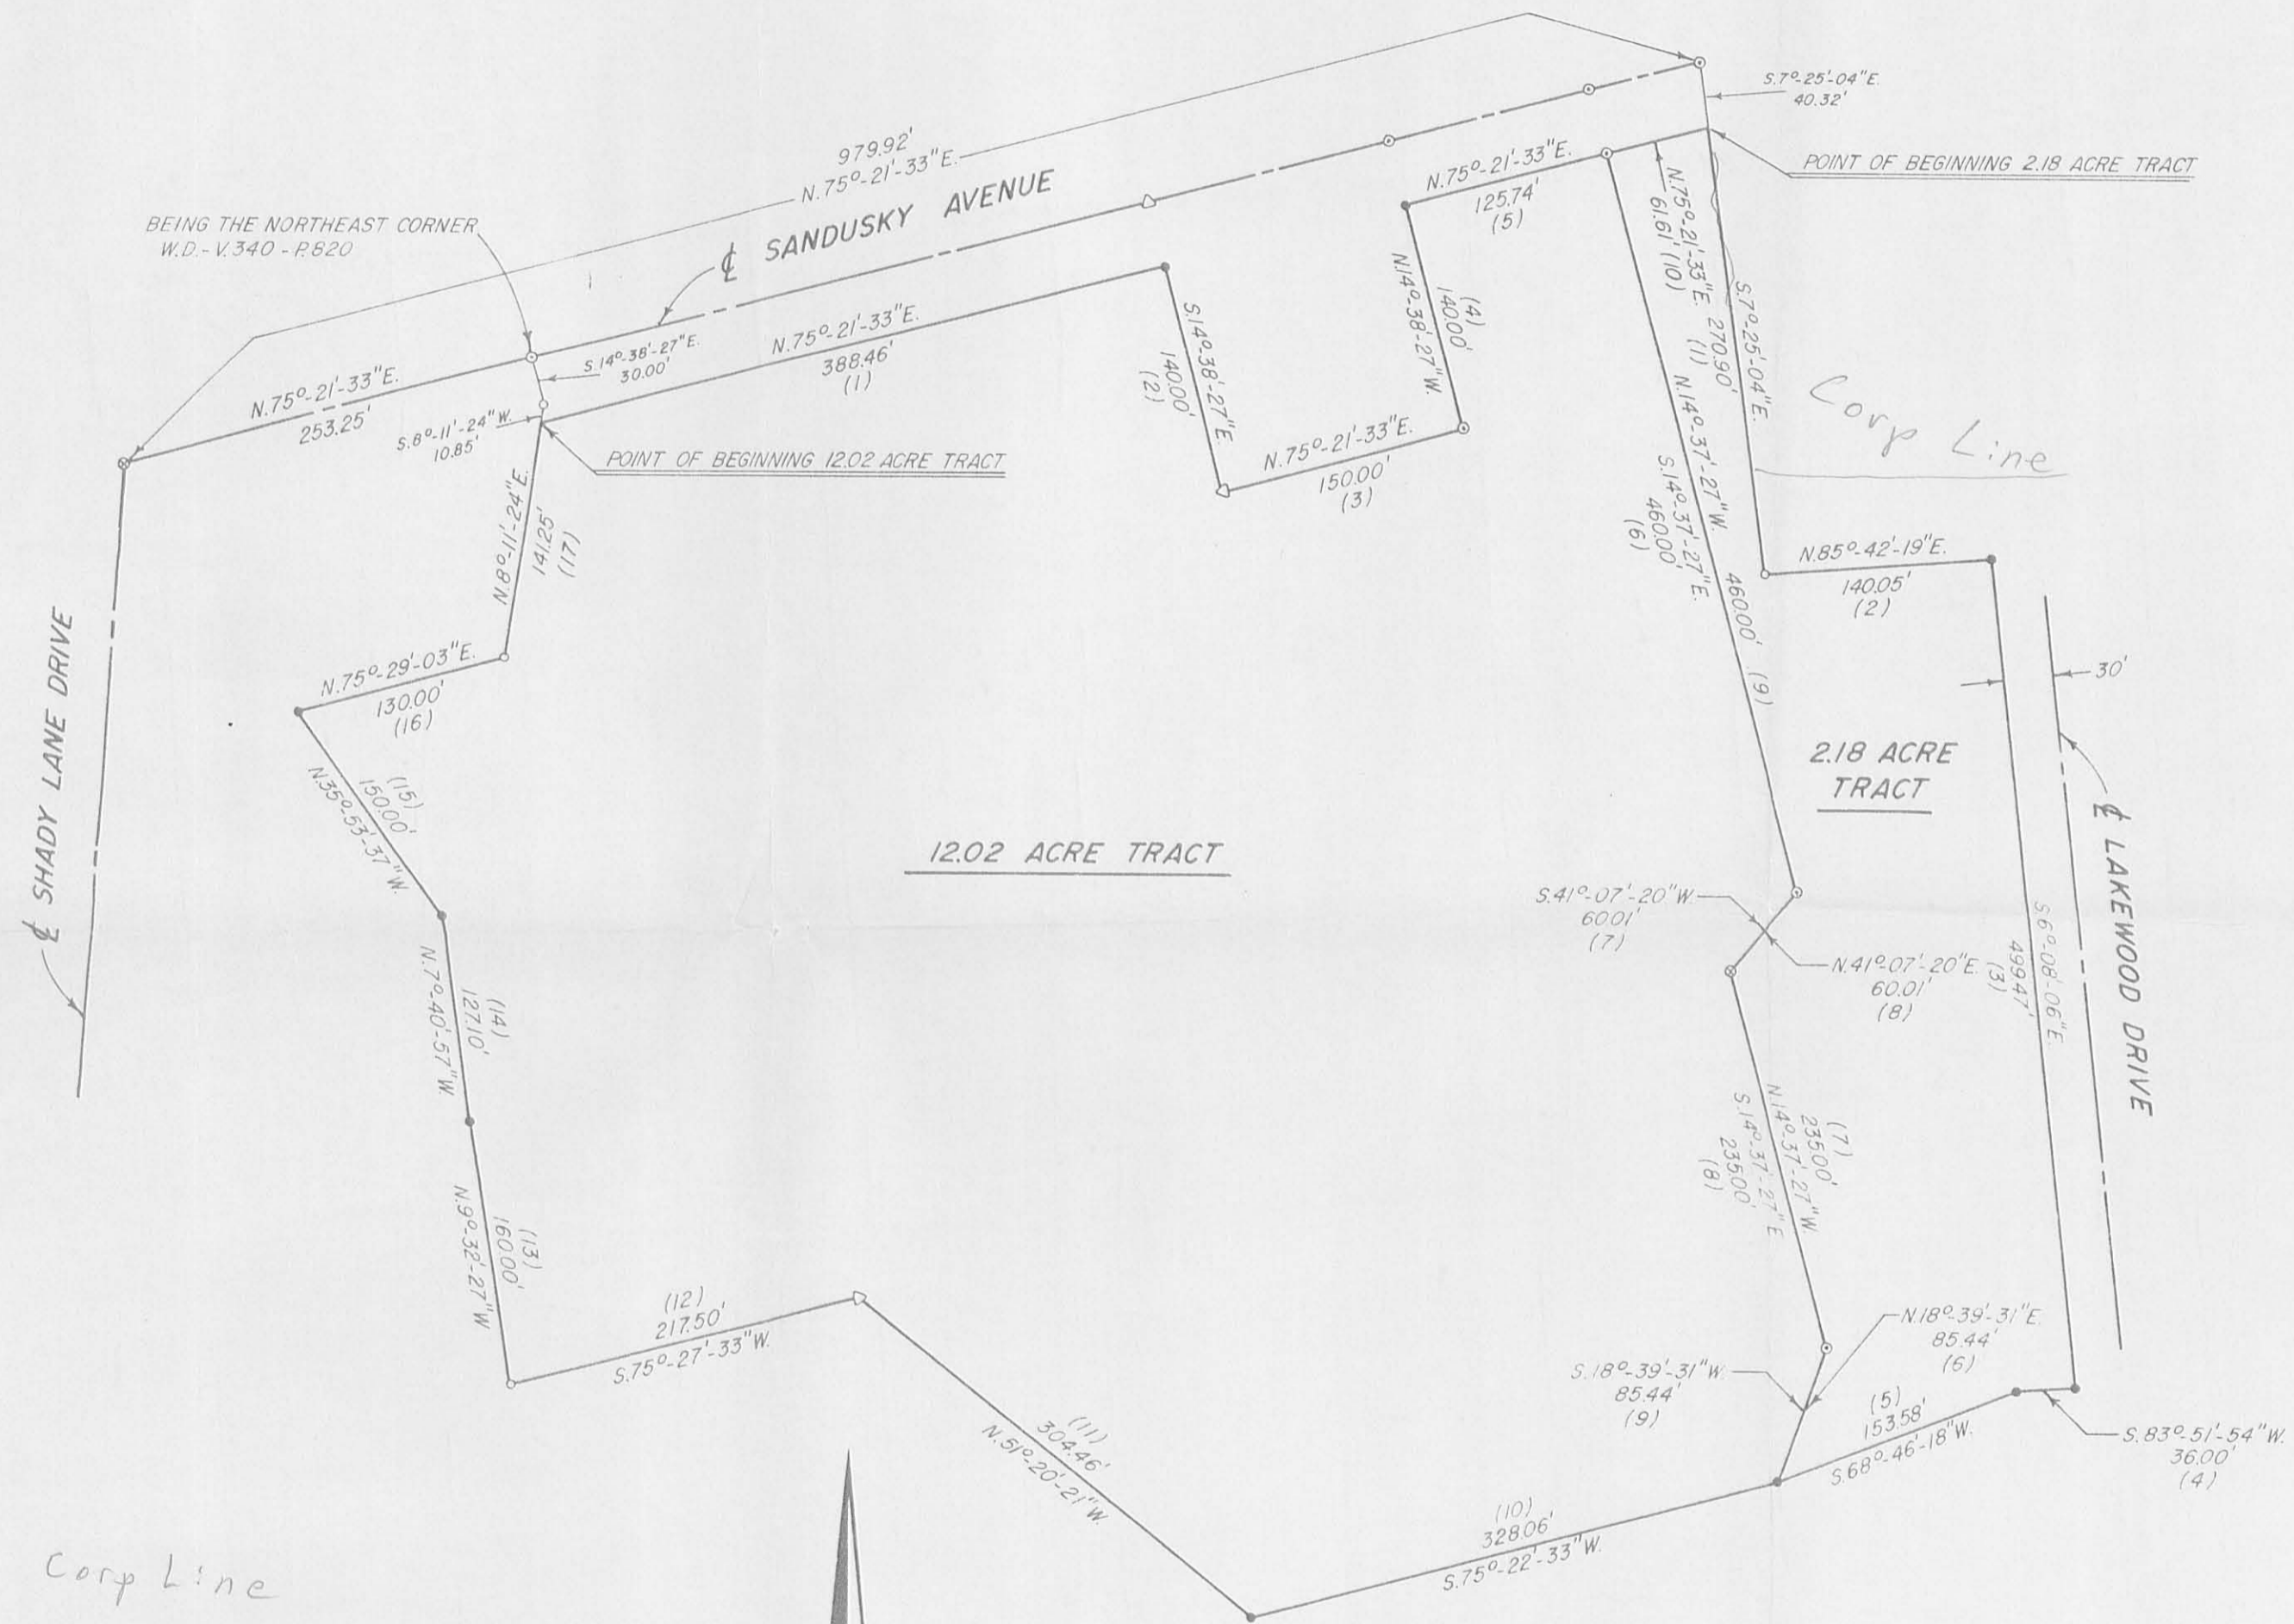 S.7°-25'-04"E.
40.32'
979.92'
N.75°-21'-33"E.
POINT OF BEGINNING 2.18 ACRE TRACT
BEING THE NORTHEAST CORNER
W.D.-V.340-P.820
℄ SANDUSKY AVENUE
N.75°-21'-33"E.
125.74'
(5)
N.75°-21'-33"E.
61.61' (10)
S.7°-25'-04"E.
270.90'
(1)
N.75°-21'-33"E.
253.25'
S.14°-38'-27"E.
30.00'
N.75°-21'-33"E.
388.46'
(1)
S.14°-38'-27"E.
140.00'
(2)
(4)
140.00'
N.14°-38'-27"W.
S.8°-11'-24"W.
10.85'
POINT OF BEGINNING 12.02 ACRE TRACT
N.75°-21'-33"E.
150.00'
(3)
N.14°-37'-27"W. 460.00' (9)
S.14°-37'-27"E.
460.00'
(6)
Corp Line
N.8°-11'-24"E.
141.25'
(17)
N.85°-42'-19"E.
140.05'
(2)
℄ SHADY LANE DRIVE
N.75°-29'-03"E.
130.00'
(16)
30'
2.18 ACRE
TRACT
(15)
150.00'
N.35°-53'-37"W.
12.02 ACRE TRACT
℄ LAKEWOOD DRIVE
S.41°-07'-20"W.
60.01'
(7)
N.41°-07'-20"E.
60.01'
(8)
S.6°-08'-06"E.
499.47'
(3)
(14)
127.10'
N.7°-40'-57"W.
(7)
235.00'
N.14°-37'-27"W.
S.14°-37'-27"E
235.00'
(8)
(13)
160.00'
N.9°-32'-27"W
(12)
217.50'
S.75°-27'-33"W.
N.18°-39'-31"E.
85.44'
(6)
S.18°-39'-31"W.
85.44'
(9)
(5)
153.58'
S.68°-46'-18"W.
S.83°-51'-54"W.
36.00'
(4)
(11)
304.46'
N.51°-20'-21"W.
(10)
328.06'
S.75°-22'-33"W.
Corp Line